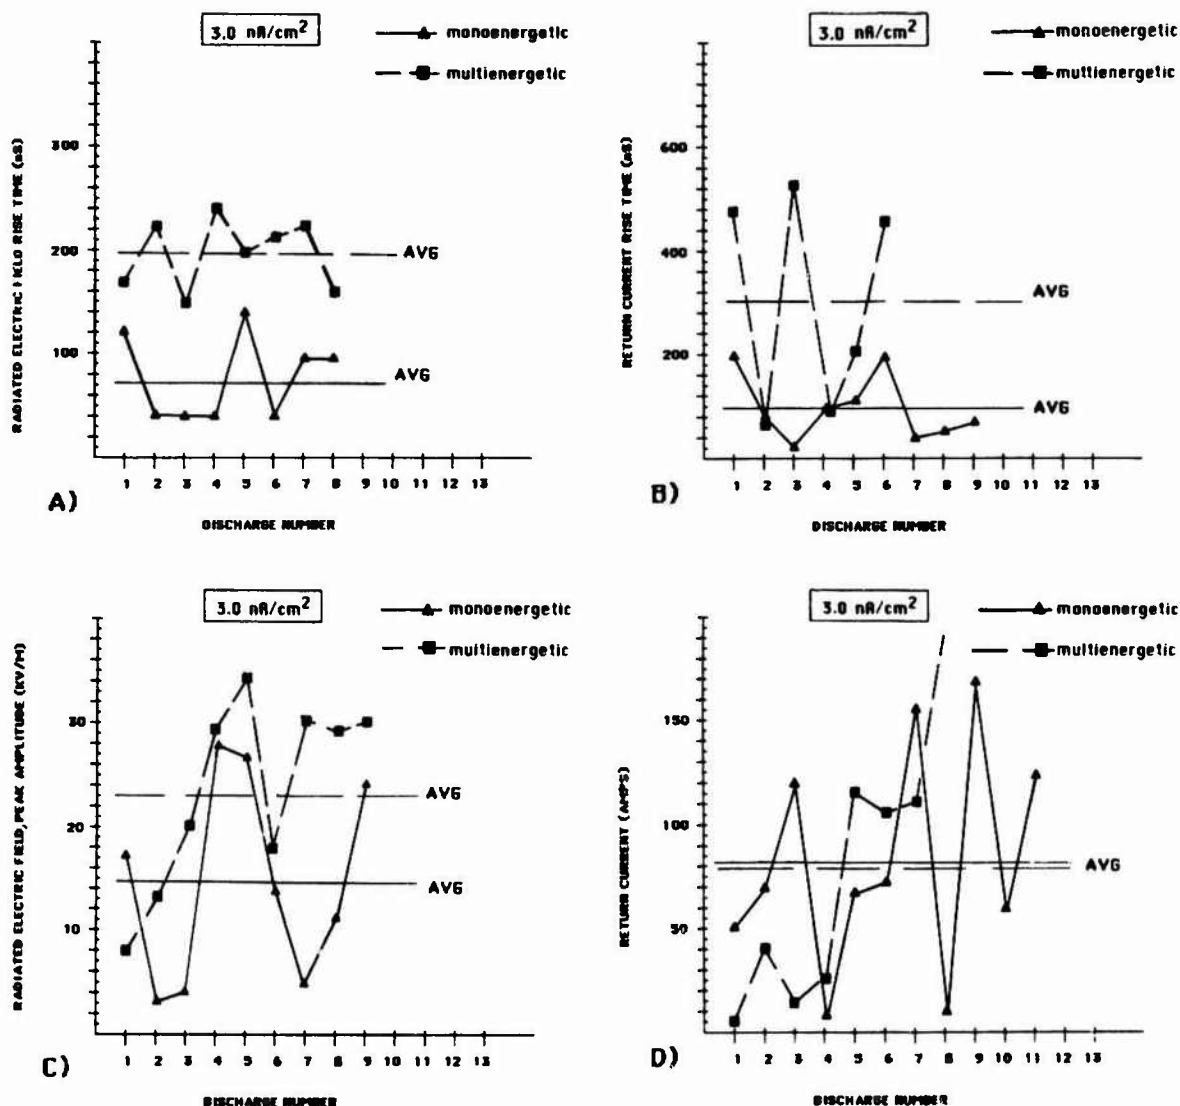 3.0 nA/cm²
monoenergetic
multienergetic
RADIATED ELECTRIC FIELD RISE TIME (nS)
300
200
100
AVG
AVG
1 2 3 4 5 6 7 8 9 10 11 12 13
A)
DISCHARGE NUMBER
3.0 nA/cm²
monoenergetic
multienergetic
RETURN CURRENT RISE TIME (nS)
600
400
200
AVG
AVG
1 2 3 4 5 6 7 8 9 10 11 12 13
B)
DISCHARGE NUMBER
3.0 nA/cm²
monoenergetic
multienergetic
RADIATED ELECTRIC FIELD, PEAK AMPLITUDE (KV/M)
30
20
10
AVG
AVG
1 2 3 4 5 6 7 8 9 10 11 12 13
C)
DISCHARGE NUMBER
3.0 nA/cm²
monoenergetic
multienergetic
RETURN CURRENT (AMPS)
150
100
50
AVG
1 2 3 4 5 6 7 8 9 10 11 12 13
D)
DISCHARGE NUMBER